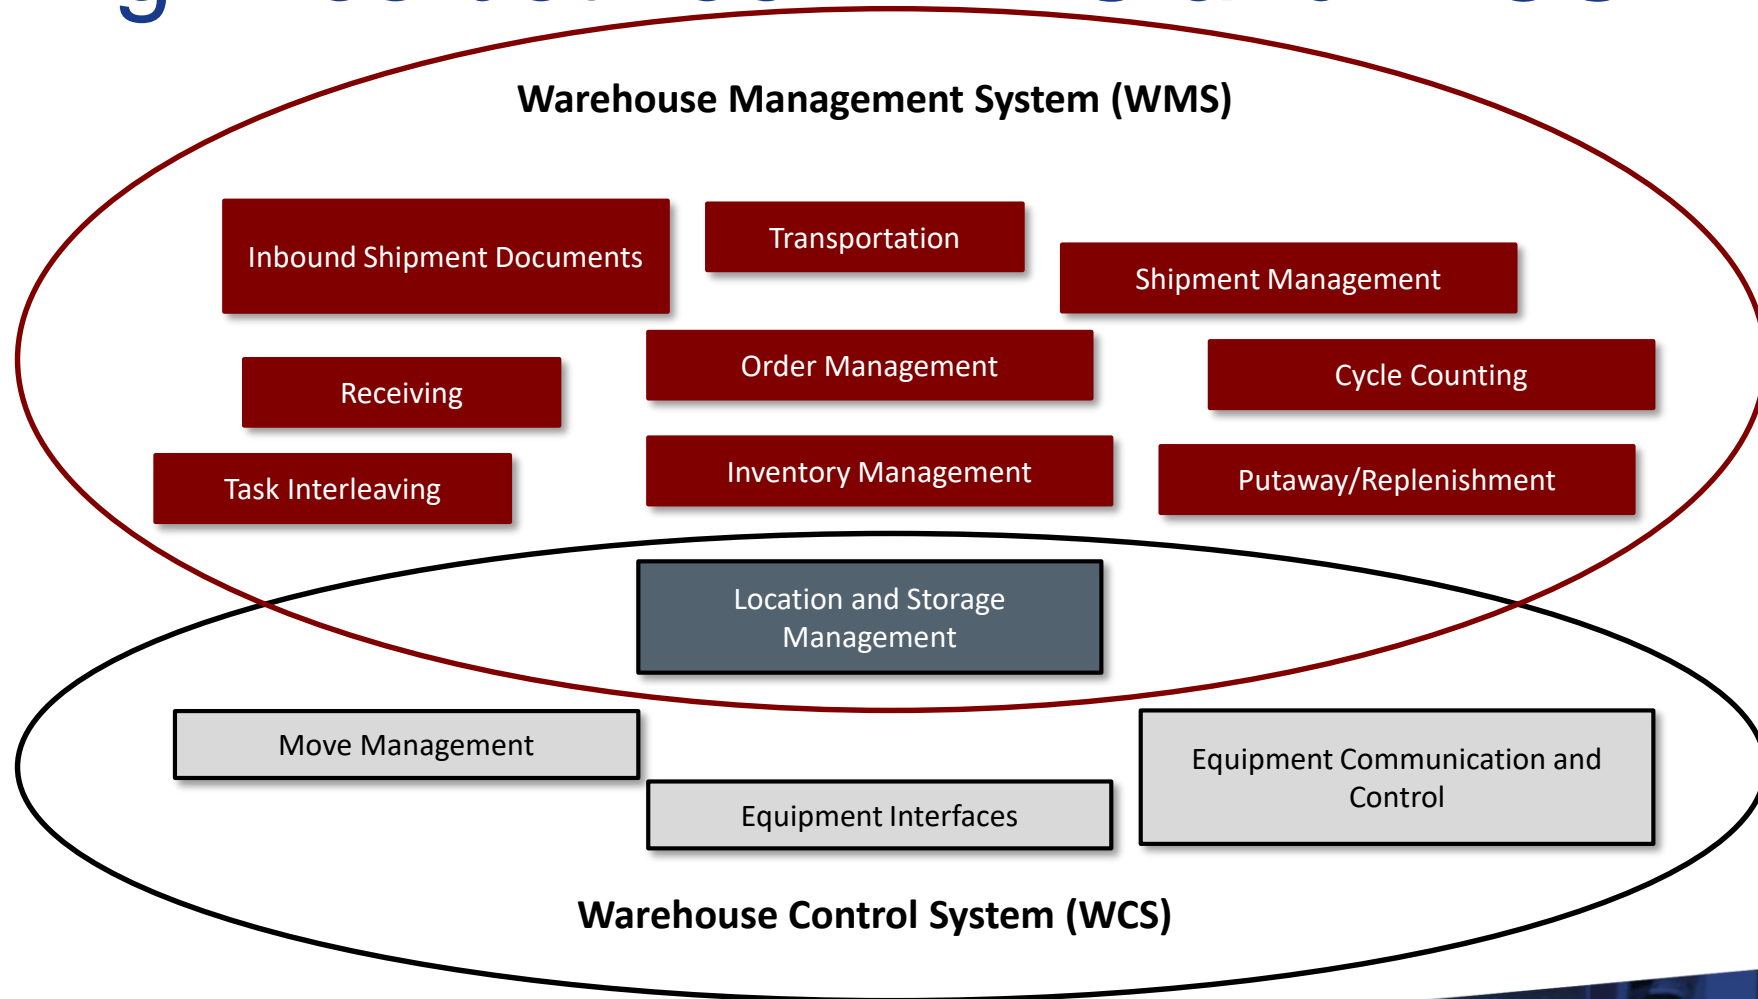 Warehouse Management System (WMS)
Inbound Shipment Documents
Transportation
Shipment Management
Receiving
Order Management
Cycle Counting
Task Interleaving
Inventory Management
Putaway/Replenishment
Location and Storage
Management
Move Management
Equipment Interfaces
Equipment Communication and
Control
Warehouse Control System (WCS)